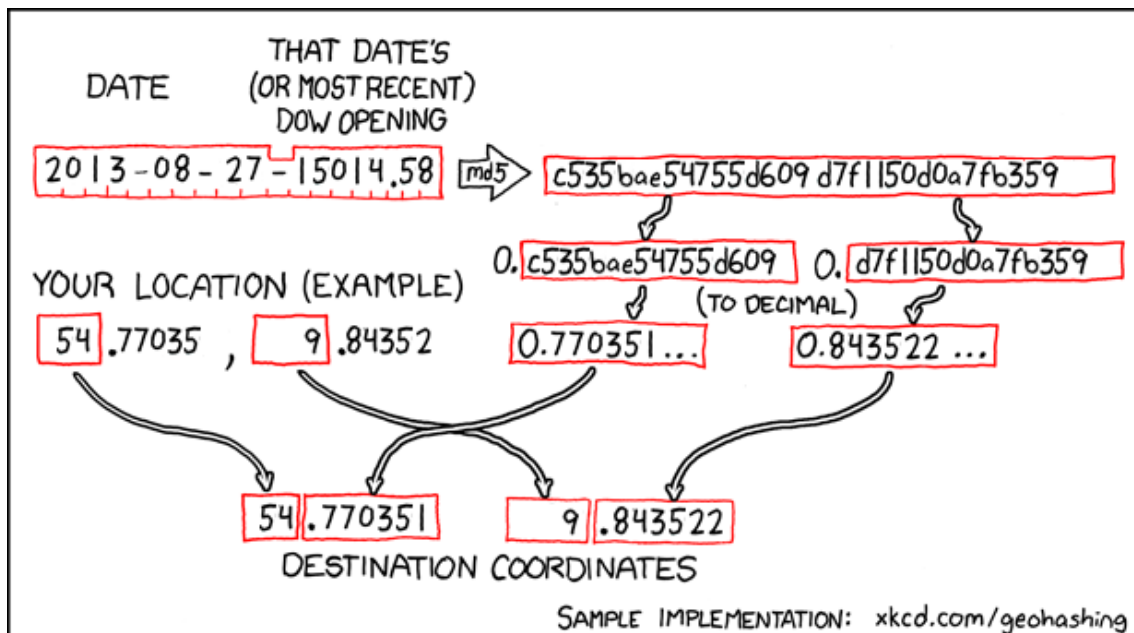 DATE
THAT DATE'S
(OR MOST RECENT)
DOW OPENING
2013-08-27-15014.58
md5
c535bae54755d609 d7f1150d0a7fb359
0. c535bae54755d609
0. d7f1150d0a7fb359
(TO DECIMAL)
YOUR LOCATION (EXAMPLE)
54 .77035 , 9 .84352
0.770351...
0.843522 ...
54 .770351
9 .843522
DESTINATION COORDINATES
SAMPLE IMPLEMENTATION: xkcd.com/geohashing